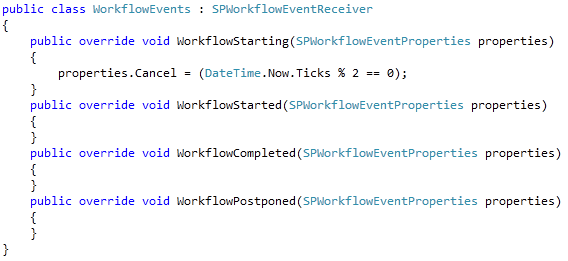 public class WorkflowEvents : SPWorkflowEventReceiver
{
    public override void WorkflowStarting(SPWorkflowEventProperties properties)
    {
        properties.Cancel = (DateTime.Now.Ticks % 2 == 0);
    }
    public override void WorkflowStarted(SPWorkflowEventProperties properties)
    {
    }
    public override void WorkflowCompleted(SPWorkflowEventProperties properties)
    {
    }
    public override void WorkflowPostponed(SPWorkflowEventProperties properties)
    {
    }
}